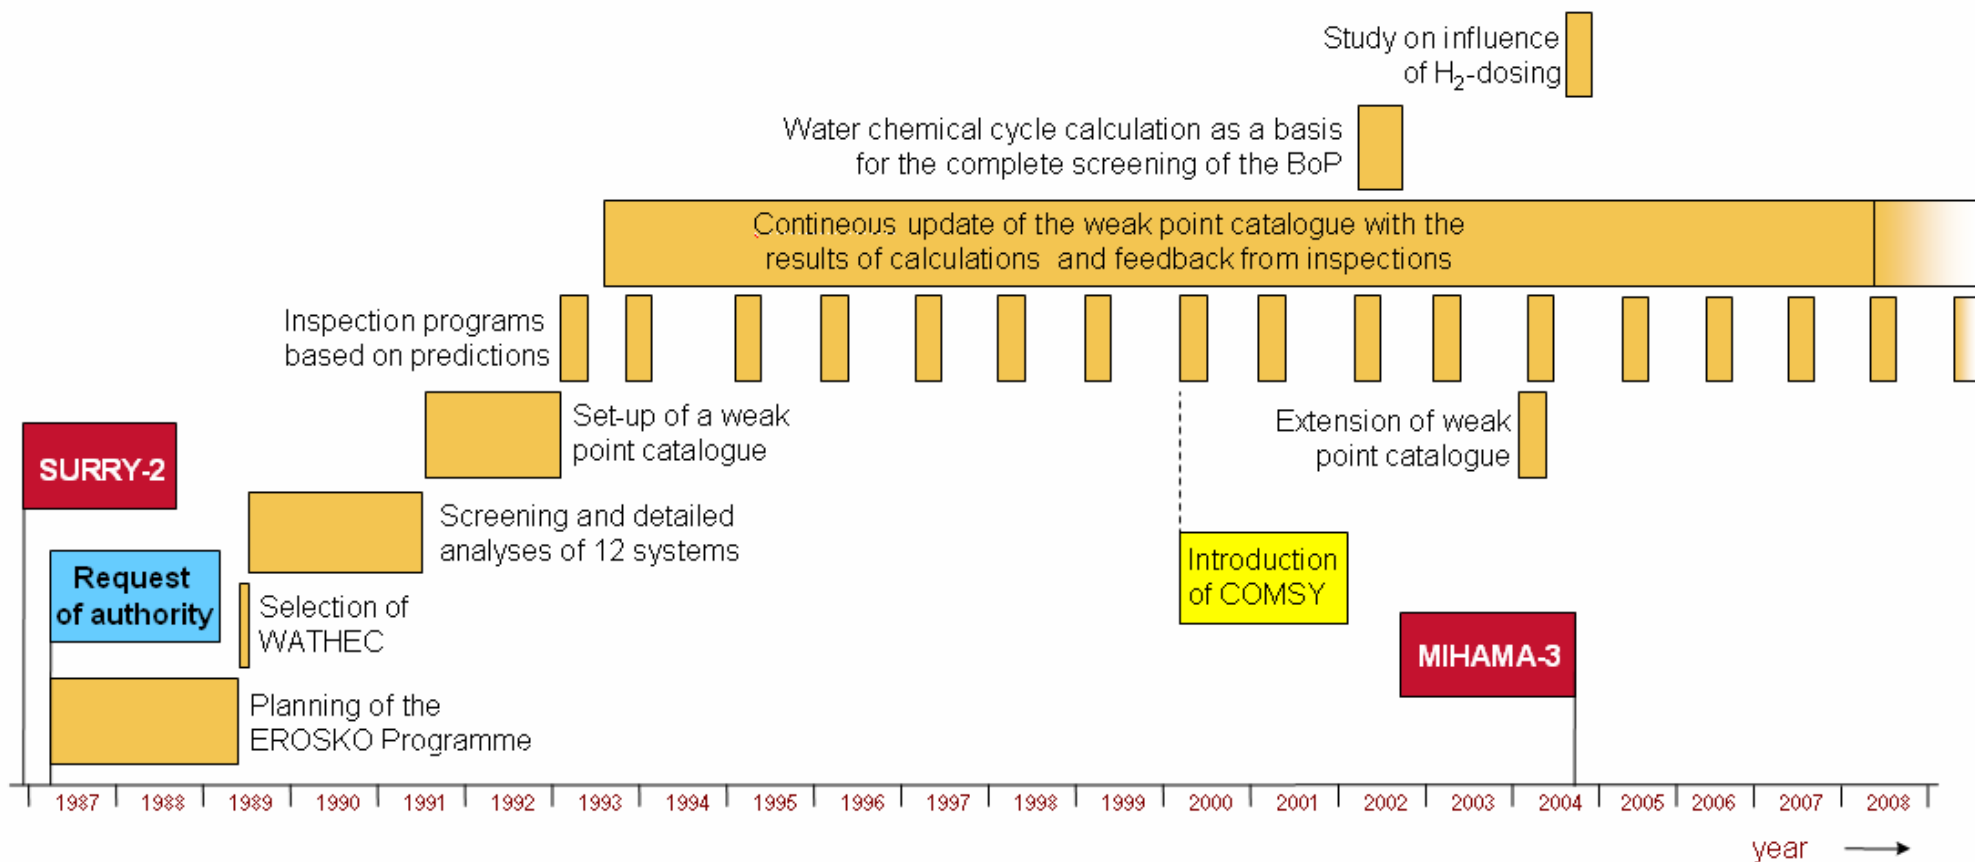 Study on influence
of H₂-dosing
Water chemical cycle calculation as a basis
for the complete screening of the BoP
Contineous update of the weak point catalogue with the
results of calculations and feedback from inspections
Inspection programs
based on predictions
Set-up of a weak
point catalogue
Extension of weak
point catalogue
SURRY-2
Screening and detailed
analyses of 12 systems
Introduction
of COMSY
Request
of authority
Selection of
WATHEC
MIHAMA-3
Planning of the
EROSKO Programme
1987 1988 1989 1990 1991 1992 1993 1994 1995 1996 1997 1998 1999 2000 2001 2002 2003 2004 2005 2006 2007 2008
year